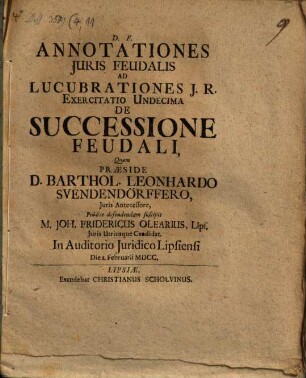 D. F.
ANNOTATIONES
JURIS FEUDALIS
AD
LUCUBRATIONES J. R.
EXERCITATIO UNDECIMA
DE
SUCCESSIONE
FEUDALI,
Quam
PRÆSIDE
D. BARTHOL. LEONHARDO
SVENDENDÖRFFERO,
Juris Antecessore,
Publicè defendendam suscipit
M. JOH. FRIDERICUS OLEARIUS, Lips.
Juris Utriusque Candidat.
In Auditorio Juridico Lipsiensi
Die 2. Februarii MDCC.
LIPSIÆ,
Excudebat CHRISTIANUS SCHOLVINUS.